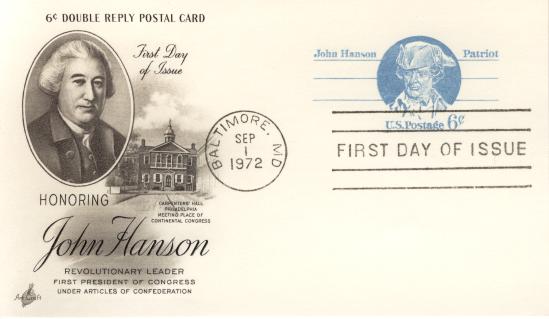 6¢ DOUBLE REPLY POSTAL CARD
First Day
of Issue
HONORING
CARPENTERS' HALL
PHILADELPHIA
MEETING PLACE OF
CONTINENTAL CONGRESS
John Hanson
REVOLUTIONARY LEADER
FIRST PRESIDENT OF CONGRESS
UNDER ARTICLES OF CONFEDERATION
ArtCraft
BALTIMORE, MD
SEP
1
1972
John Hanson Patriot
U.S. Postage 6¢
FIRST DAY OF ISSUE